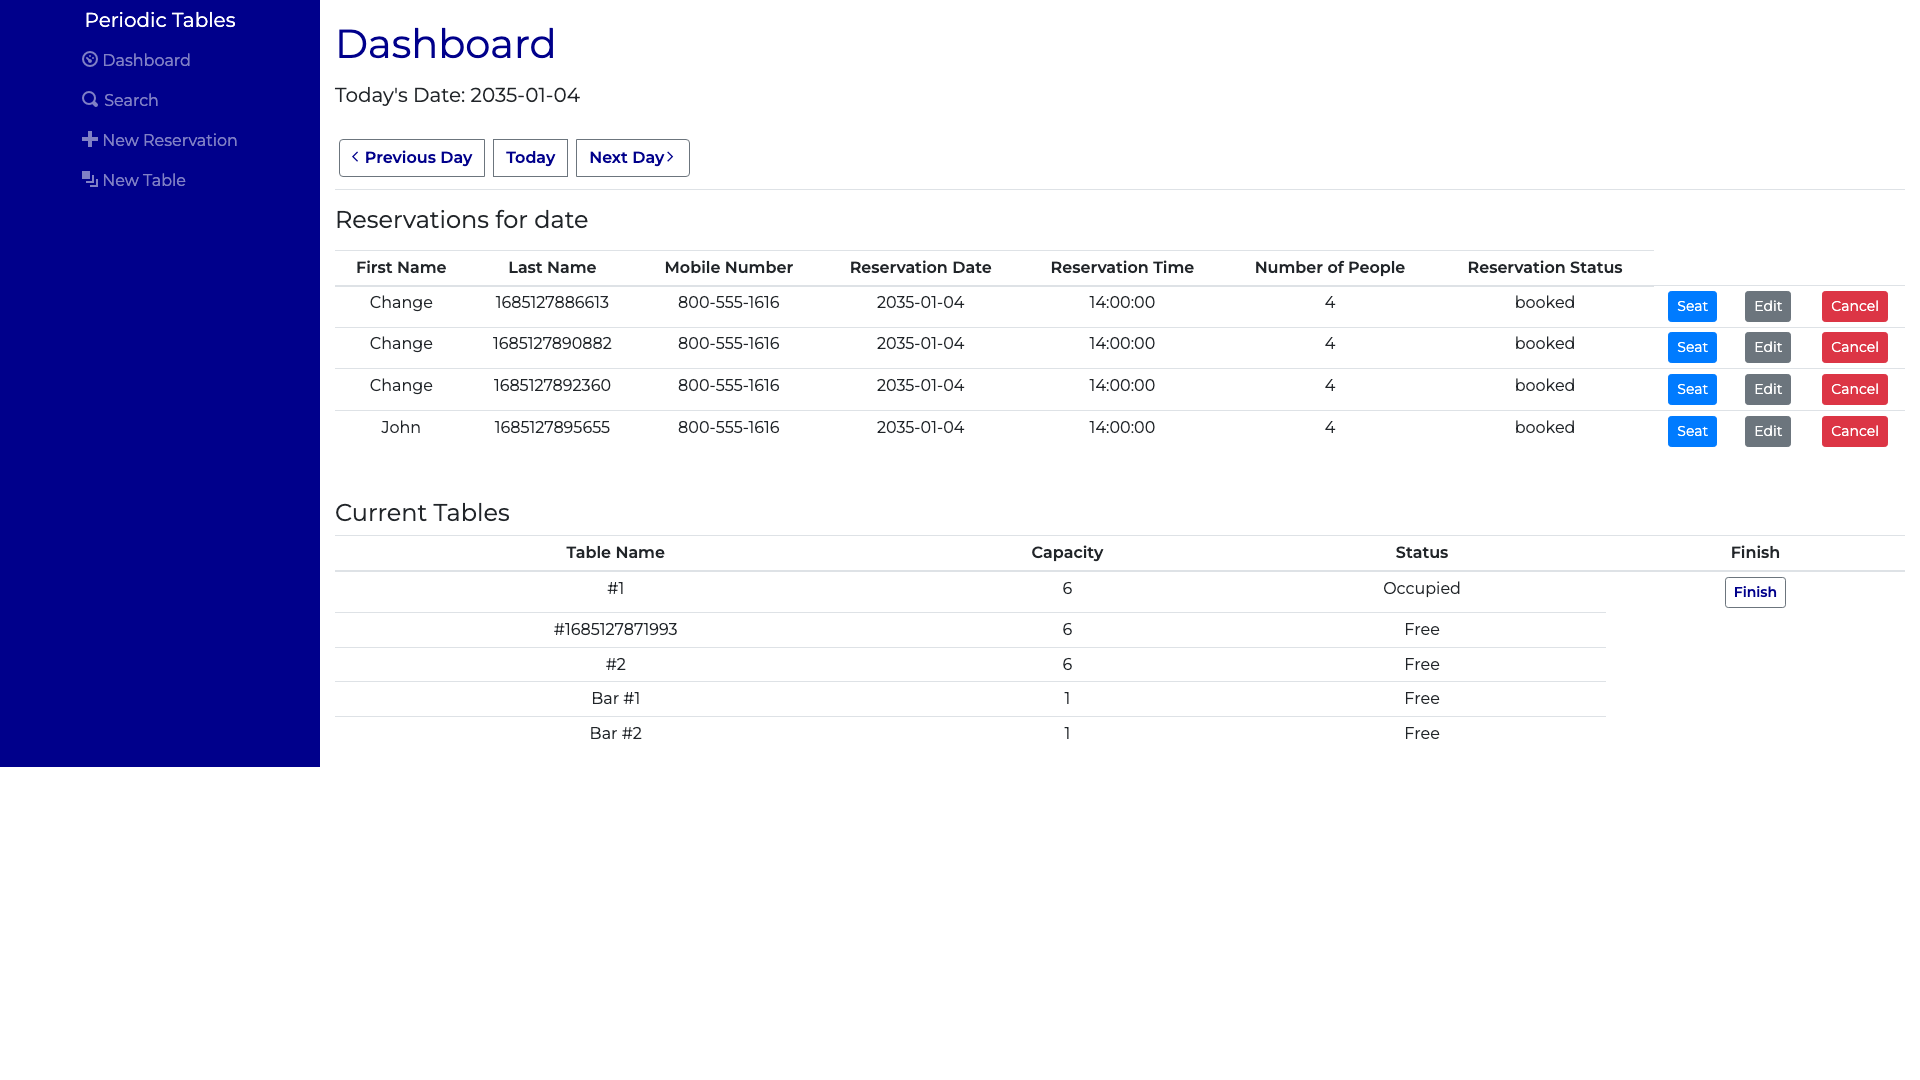 Periodic Tables
Dashboard
Search
New Reservation
New Table
Dashboard
Today's Date: 2035-01-04
Previous Day Today Next Day
Reservations for date
First Name Last Name Mobile Number Reservation Date Reservation Time Number of People Reservation Status
Change 1685127886613 800-555-1616 2035-01-04 14:00:00 4 booked Seat Edit Cancel
Change 1685127890882 800-555-1616 2035-01-04 14:00:00 4 booked Seat Edit Cancel
Change 1685127892360 800-555-1616 2035-01-04 14:00:00 4 booked Seat Edit Cancel
John 1685127895655 800-555-1616 2035-01-04 14:00:00 4 booked Seat Edit Cancel
Current Tables
Table Name Capacity Status Finish
#1 6 Occupied Finish
#1685127871993 6 Free
#2 6 Free
Bar #1 1 Free
Bar #2 1 Free